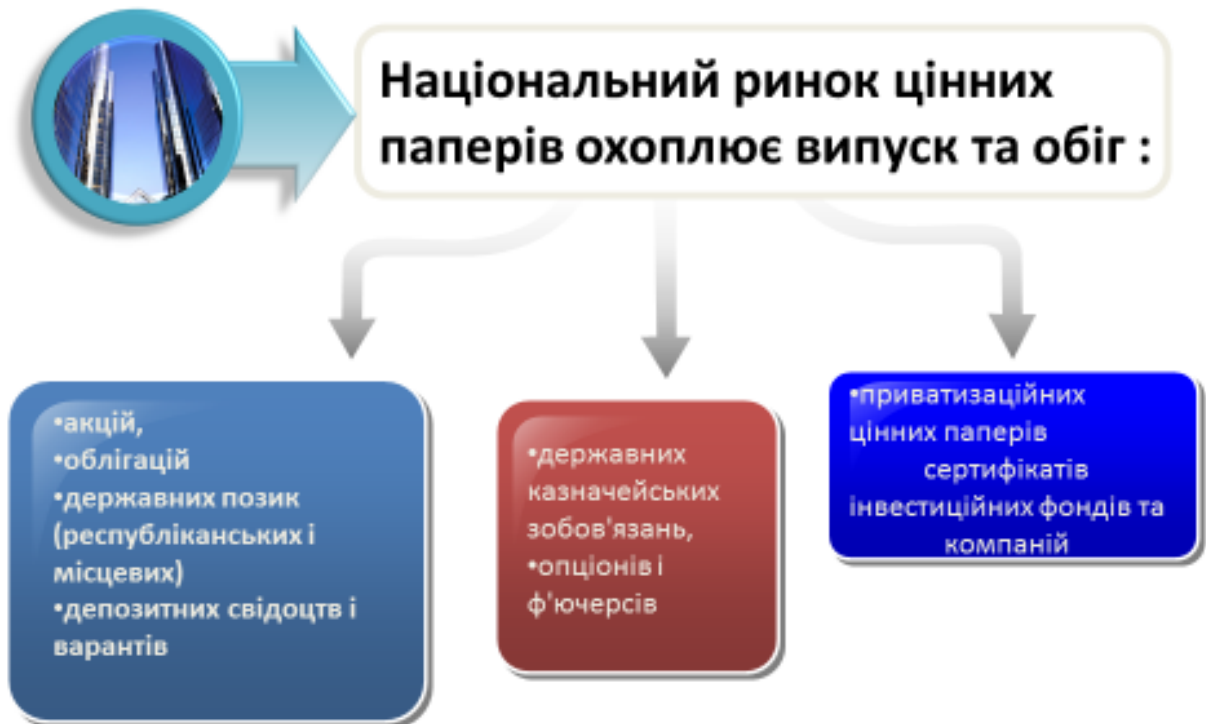 Національний ринок цінних
паперів охоплює випуск та обіг :
•акцій,
•облігацій
•державних позик
(республіканських і
місцевих)
•депозитних свідоцтв і
варантів
•державних
казначейських
зобов'язань,
•опціонів і
ф'ючерсів
•приватизаційних
цінних паперів
сертифікатів
інвестиційних фондів та
компаній